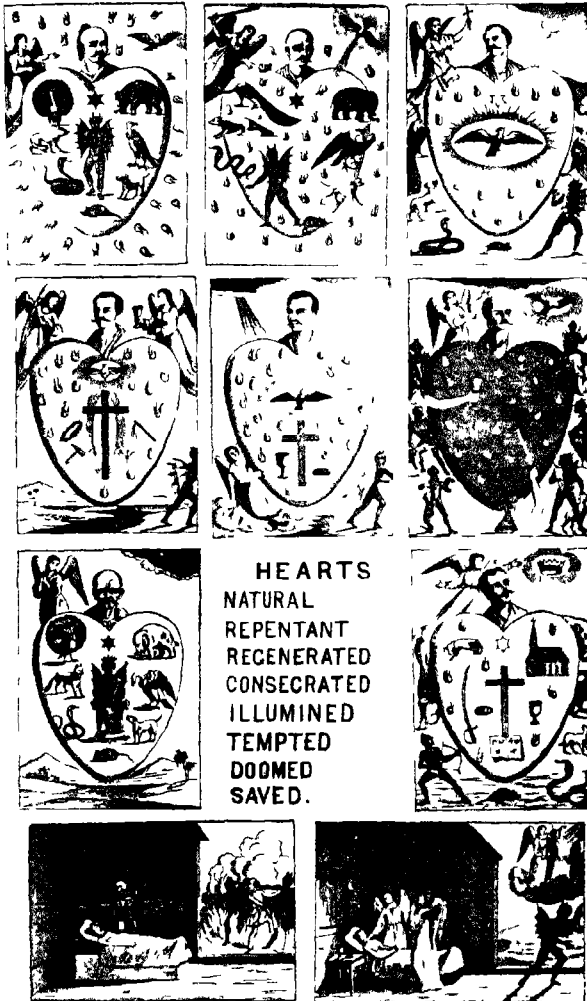 HEARTS
NATURAL
REPENTANT
REGENERATED
CONSECRATED
ILLUMINED
TEMPTED
DOOMED
SAVED.